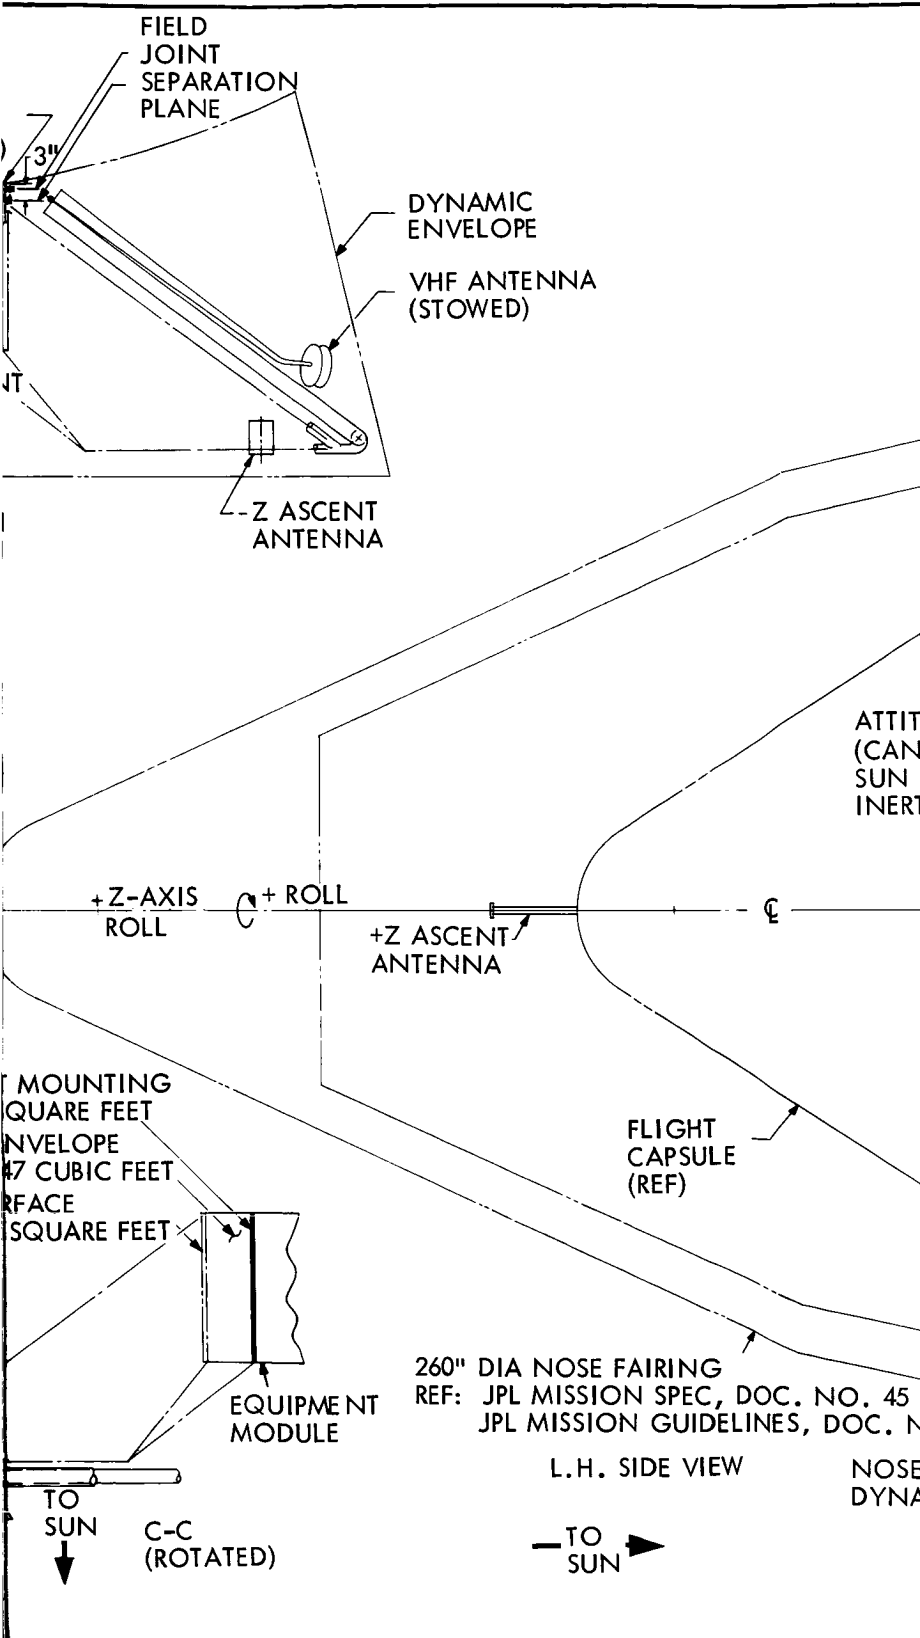 FIELD
JOINT
SEPARATION
PLANE
3"
DYNAMIC
ENVELOPE
VHF ANTENNA
(STOWED)
NT
Z ASCENT
ANTENNA
ATTIT
(CAN
SUN
INERT
+Z-AXIS
ROLL
+ ROLL
℄
+Z ASCENT
ANTENNA
MOUNTING
QUARE FEET
NVELOPE
47 CUBIC FEET
RFACE
SQUARE FEET
FLIGHT
CAPSULE
(REF)
EQUIPMENT
MODULE
260" DIA NOSE FAIRING
REF: JPL MISSION SPEC, DOC. NO. 45
JPL MISSION GUIDELINES, DOC. N
L.H. SIDE VIEW
NOSE
DYNA
TO
SUN
C-C
(ROTATED)
TO
SUN